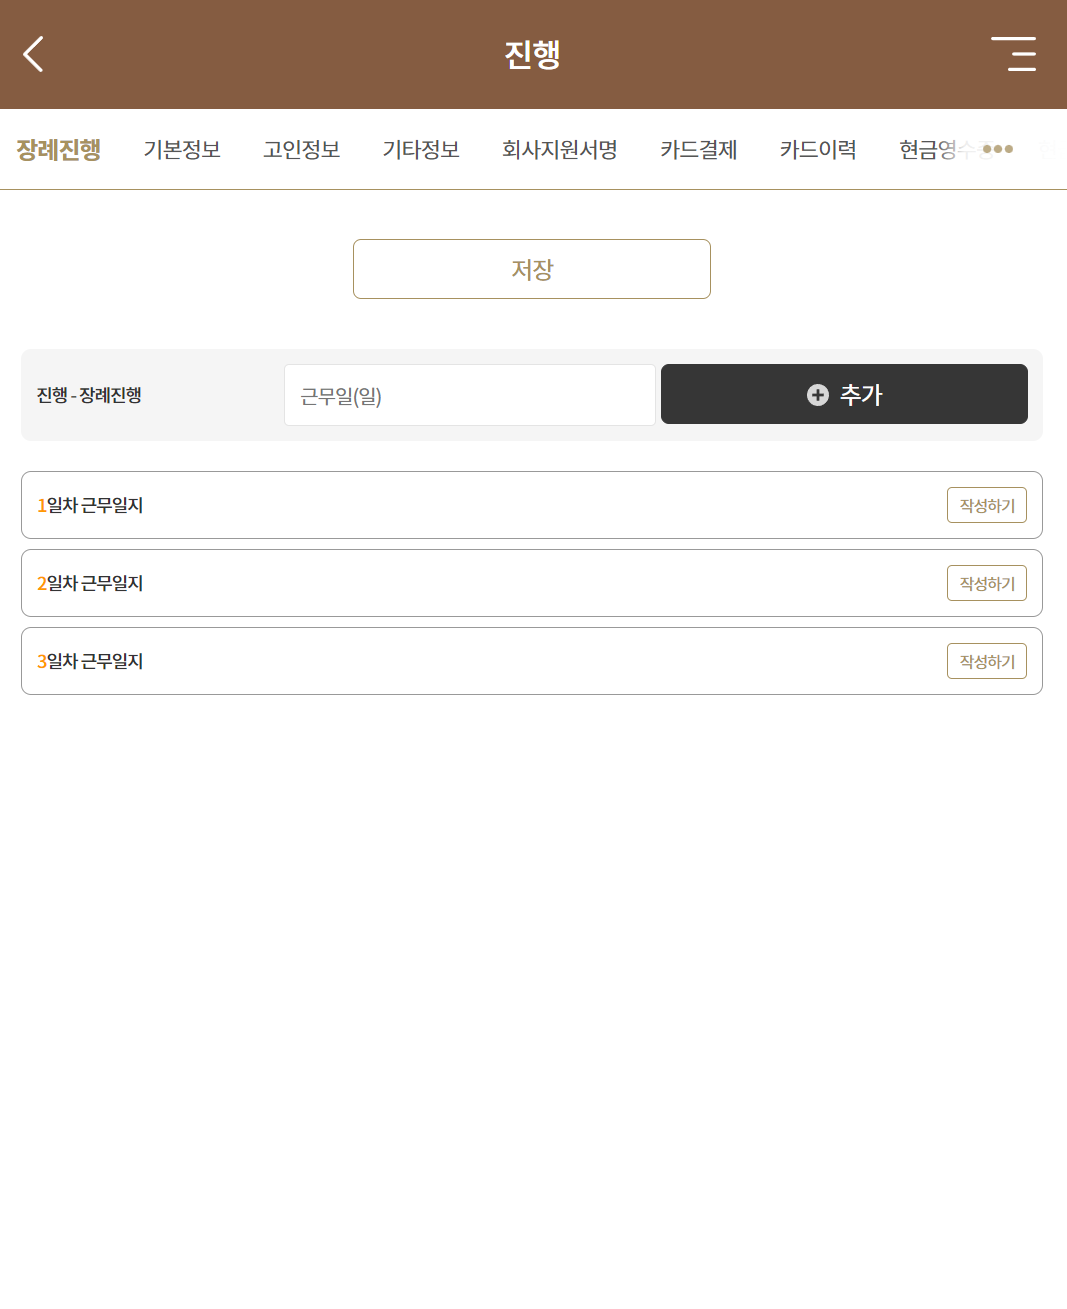 진행
장례진행 기본정보 고인정보 기타정보 회사지원서명 카드결제 카드이력 현금영수
저장
진행 - 장례진행 근무일(일) 추가
1일차 근무일지 작성하기
2일차 근무일지 작성하기
3일차 근무일지 작성하기